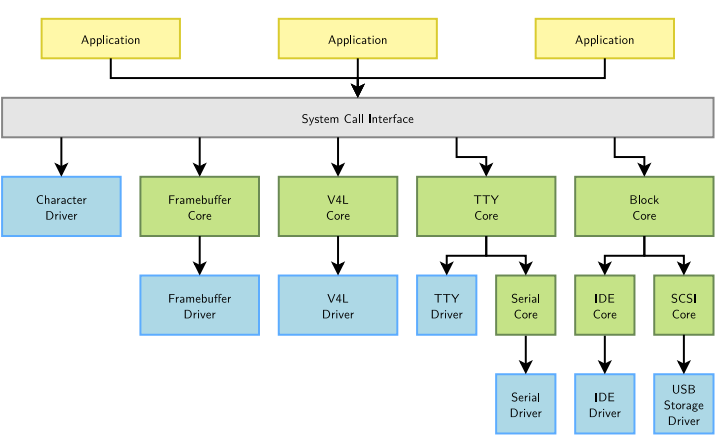 Application
Application
Application
System Call Interface
Character
Driver
Framebuffer
Core
V4L
Core
TTY
Core
Block
Core
Framebuffer
Driver
V4L
Driver
TTY
Driver
Serial
Core
IDE
Core
SCSI
Core
Serial
Driver
IDE
Driver
USB
Storage
Driver